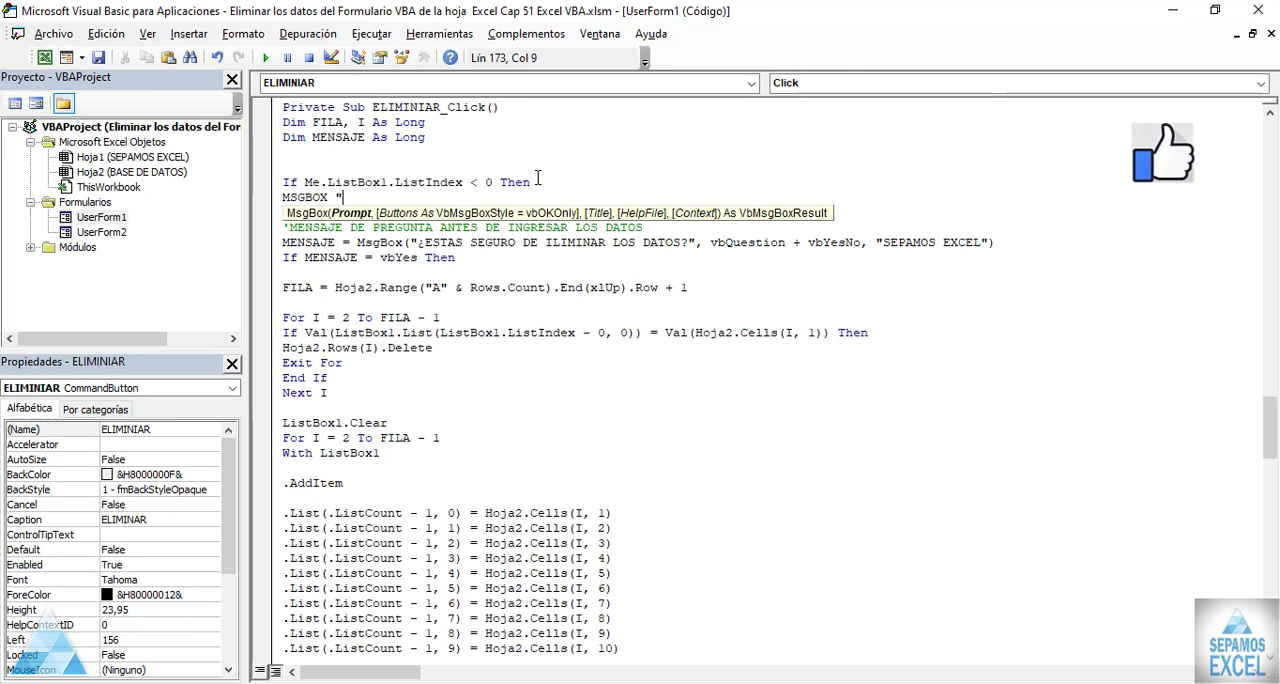 Microsoft Visual Basic para Aplicaciones - Eliminar los datos del Formulario VBA de la hoja  Excel Cap 51 Excel VBA.xlsm - [UserForm1 (Código)]
Archivo Edición Ver Insertar Formato Depuración Ejecutar Herramientas Complementos Ventana Ayuda
Lín 173, Col 9
Proyecto - VBAProject
VBAProject (Eliminar los datos del For
Microsoft Excel Objetos
Hoja1 (SEPAMOS EXCEL)
Hoja2 (BASE DE DATOS)
ThisWorkbook
Formularios
UserForm1
UserForm2
Módulos
Propiedades - ELIMINIAR
ELIMINIAR CommandButton
Alfabética Por categorías
(Name) ELIMINIAR
Accelerator
AutoSize False
BackColor &H8000000F&
BackStyle 1 - fmBackStyleOpaque
Cancel False
Caption ELIMINAR
ControlTipText
Default False
Enabled True
Font Tahoma
ForeColor &H80000012&
Height 23,95
HelpContextID 0
Left 156
Locked False
MouseIcon (Ninguno)
ELIMINIAR Click
Private Sub ELIMINIAR_Click()
Dim FILA, I As Long
Dim MENSAJE As Long
If Me.ListBox1.ListIndex < 0 Then
MSGBOX "
MsgBox(Prompt, [Buttons As VbMsgBoxStyle = vbOKOnly], [Title], [HelpFile], [Context]) As VbMsgBoxResult
'MENSAJE DE PREGUNTA ANTES DE INGRESAR LOS DATOS
MENSAJE = MsgBox("¿ESTAS SEGURO DE ILIMINAR LOS DATOS?", vbQuestion + vbYesNo, "SEPAMOS EXCEL")
If MENSAJE = vbYes Then
FILA = Hoja2.Range("A" & Rows.Count).End(xlUp).Row + 1
For I = 2 To FILA - 1
If Val(ListBox1.List(ListBox1.ListIndex - 0, 0)) = Val(Hoja2.Cells(I, 1)) Then
Hoja2.Rows(I).Delete
Exit For
End If
Next I
ListBox1.Clear
For I = 2 To FILA - 1
With ListBox1
.AddItem
.List(.ListCount - 1, 0) = Hoja2.Cells(I, 1)
.List(.ListCount - 1, 1) = Hoja2.Cells(I, 2)
.List(.ListCount - 1, 2) = Hoja2.Cells(I, 3)
.List(.ListCount - 1, 3) = Hoja2.Cells(I, 4)
.List(.ListCount - 1, 4) = Hoja2.Cells(I, 5)
.List(.ListCount - 1, 5) = Hoja2.Cells(I, 6)
.List(.ListCount - 1, 6) = Hoja2.Cells(I, 7)
.List(.ListCount - 1, 7) = Hoja2.Cells(I, 8)
.List(.ListCount - 1, 8) = Hoja2.Cells(I, 9)
.List(.ListCount - 1, 9) = Hoja2.Cells(I, 10)
SEPAMOS
EXCEL